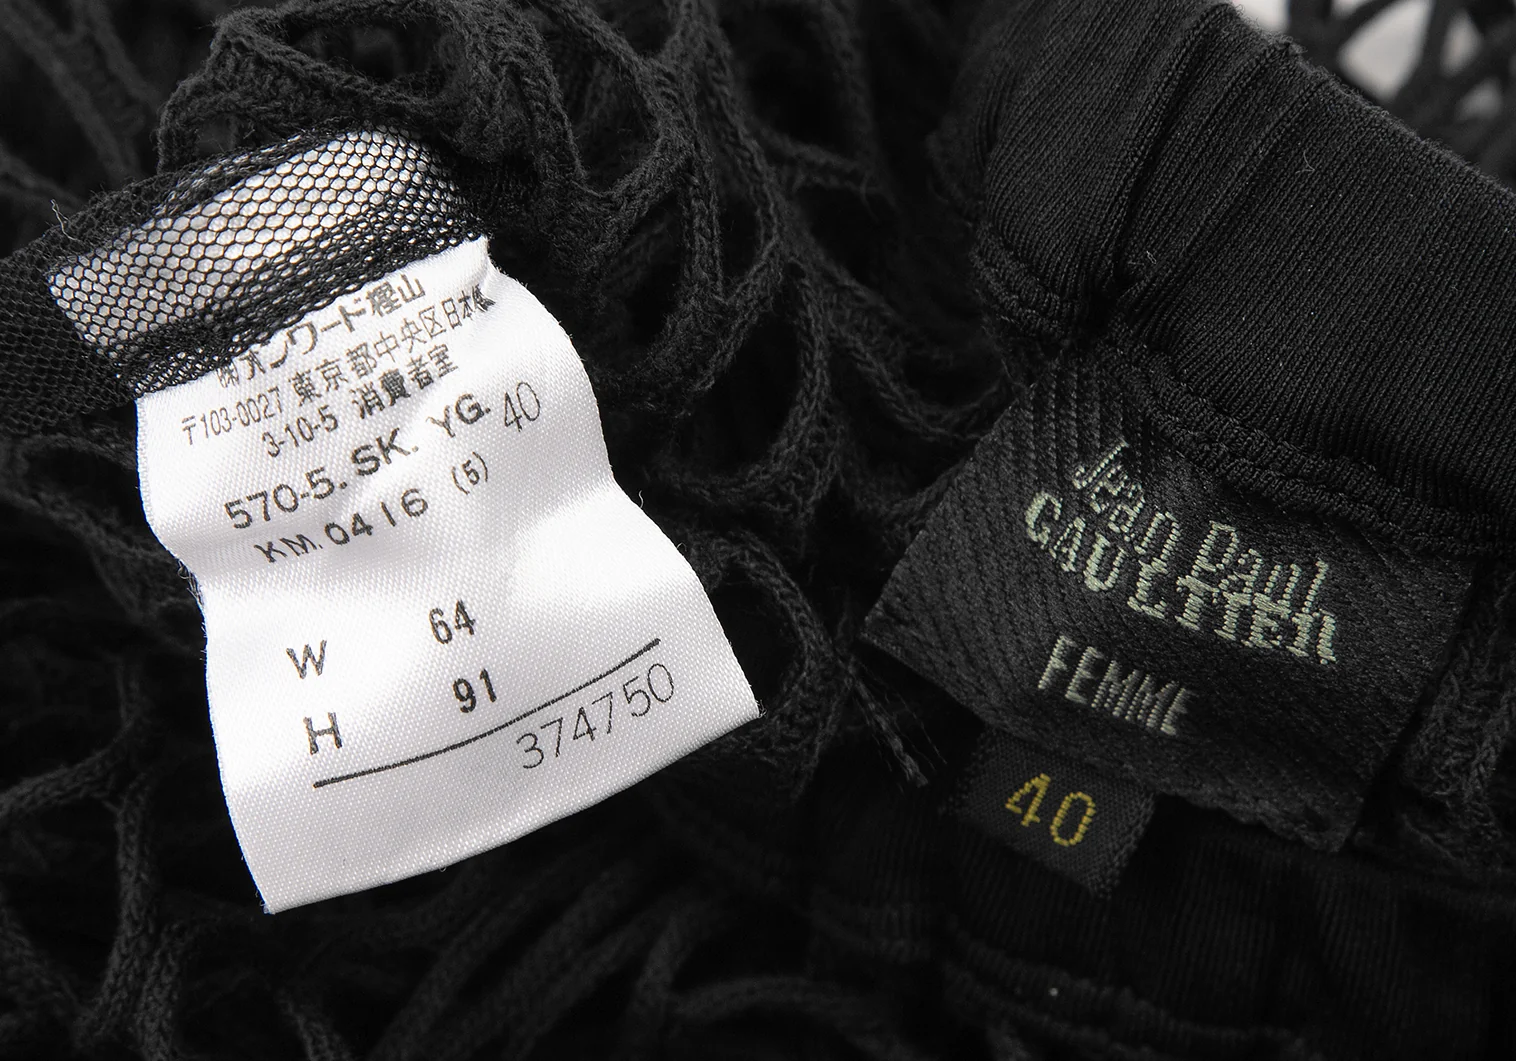 ㈱オンワード樫山
〒103-0027 東京都中央区日本橋
3-10-5 消費者室
570-5. SK. YG. 40
KM. 0416 (5)
W 64
H 91
374750
Jean Paul
GAULTIER
FEMME
40